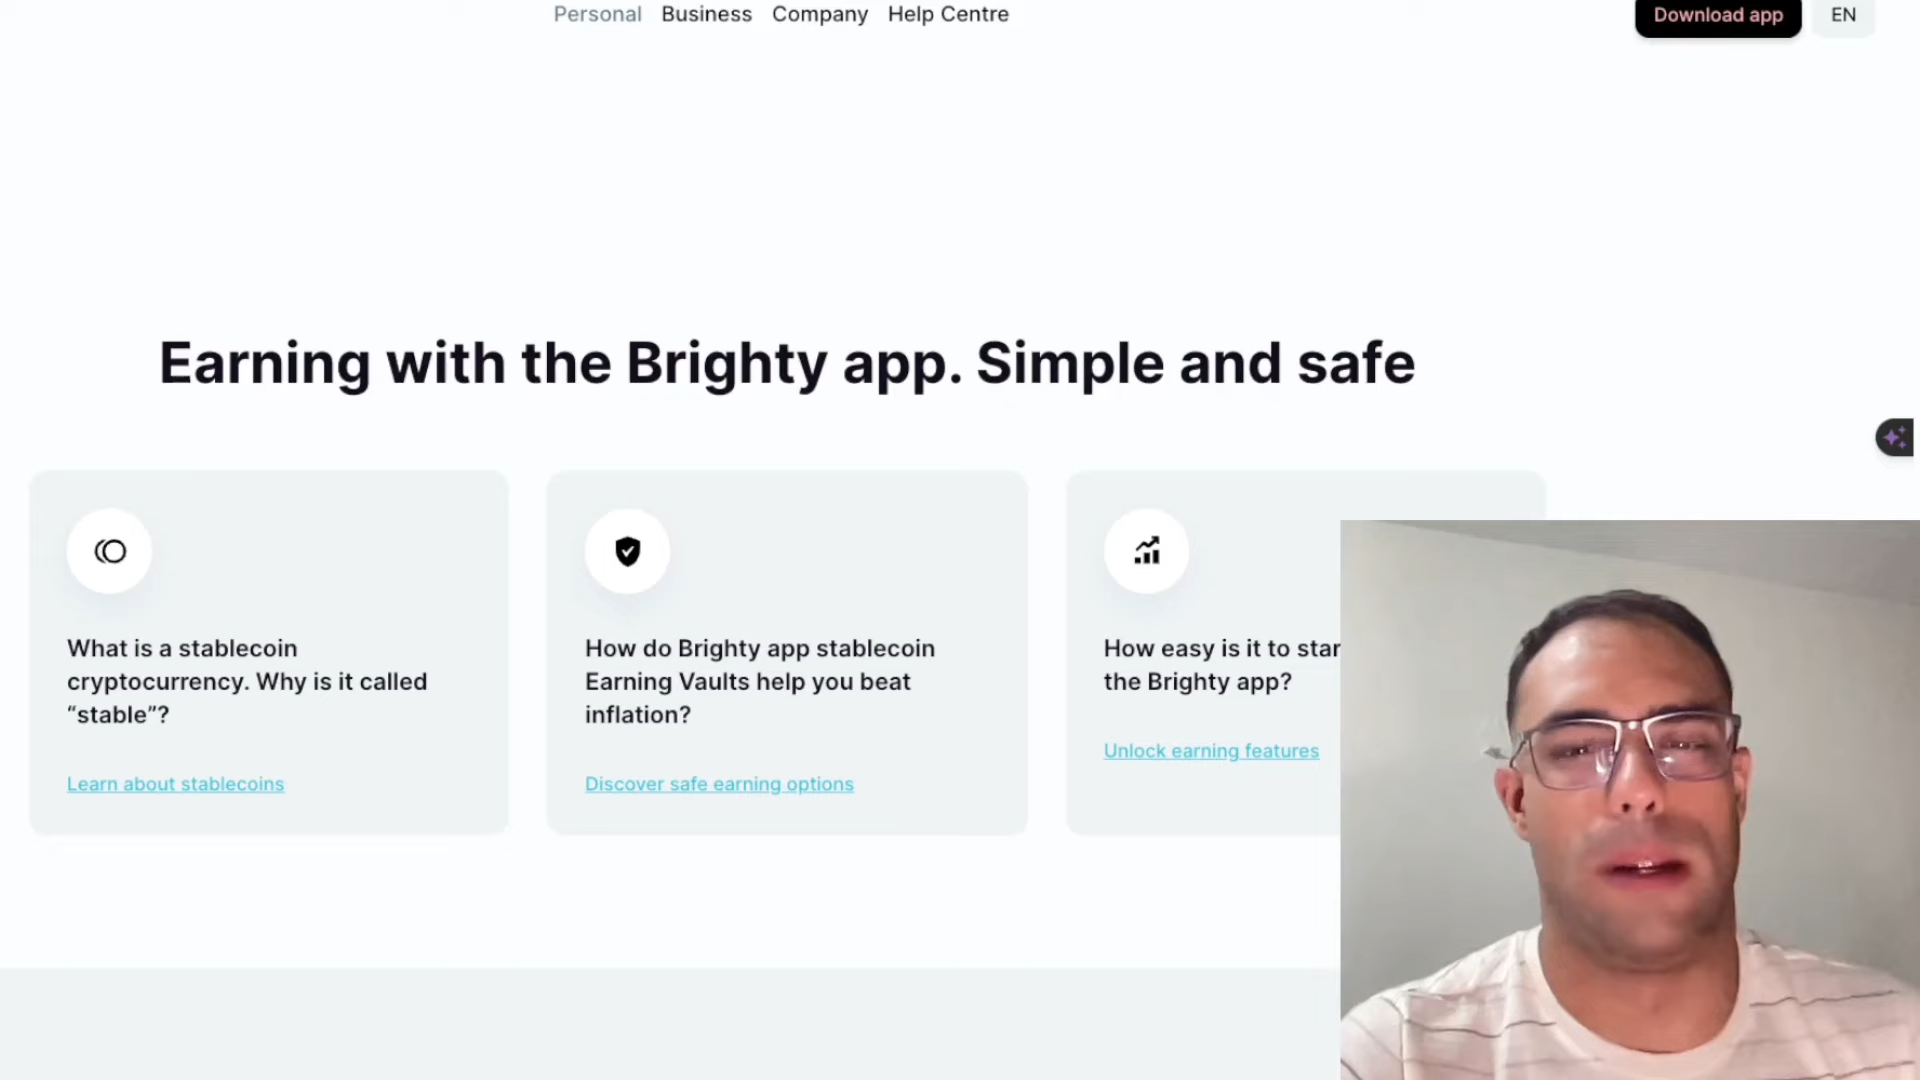 Personal Business Company Help Centre Download app EN
Earning with the Brighty app. Simple and safe
What is a stablecoin
cryptocurrency. Why is it called
“stable”?
Learn about stablecoins
How do Brighty app stablecoin
Earning Vaults help you beat
inflation?
Discover safe earning options
How easy is it to star
the Brighty app?
Unlock earning features